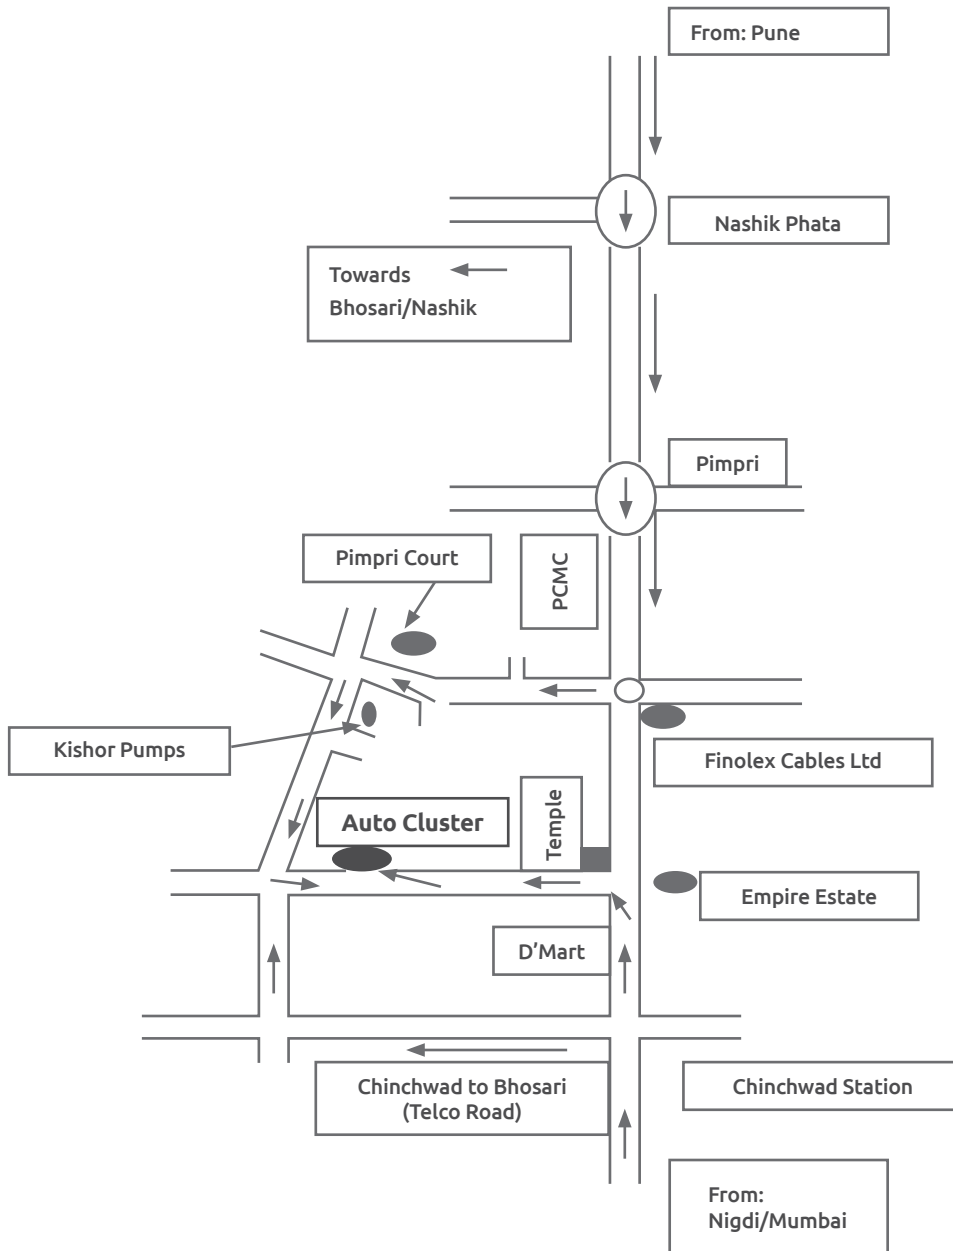 From: Pune
Nashik Phata
Towards
Bhosari/Nashik
Pimpri
Pimpri Court
PCMC
Kishor Pumps
Finolex Cables Ltd
Auto Cluster
Temple
Empire Estate
D’Mart
Chinchwad to Bhosari
(Telco Road)
Chinchwad Station
From:
Nigdi/Mumbai